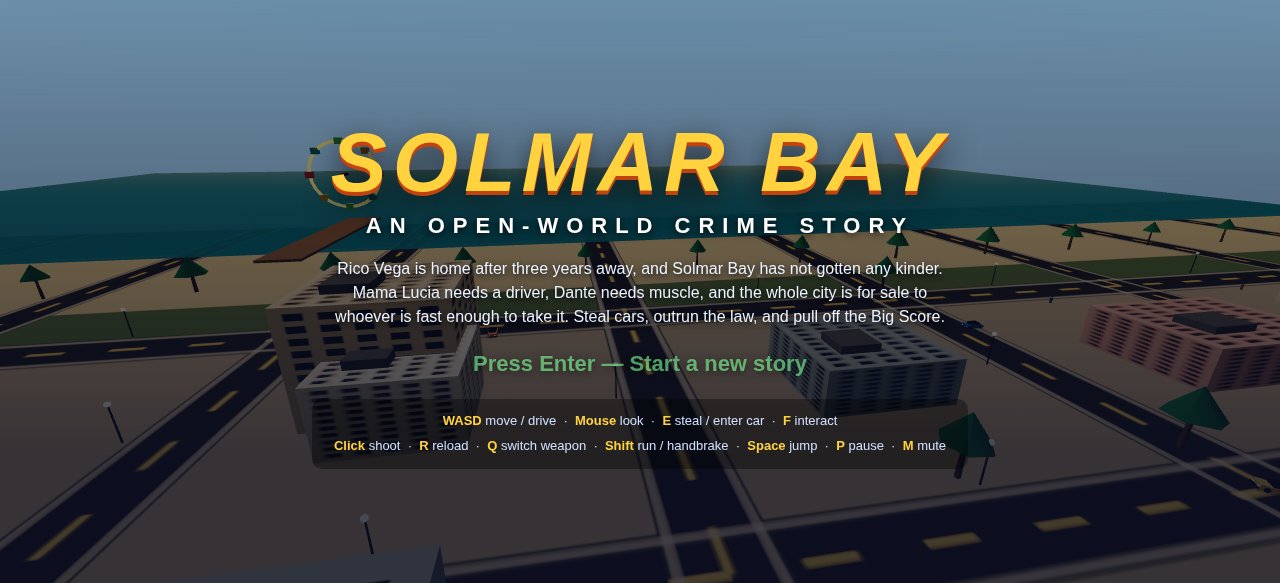 SOLMAR BAY
AN OPEN-WORLD CRIME STORY
Rico Vega is home after three years away, and Solmar Bay has not gotten any kinder.
Mama Lucia needs a driver, Dante needs muscle, and the whole city is for sale to
whoever is fast enough to take it. Steal cars, outrun the law, and pull off the Big Score.
Press Enter — Start a new story
WASD move / drive · Mouse look · E steal / enter car · F interact
Click shoot · R reload · Q switch weapon · Shift run / handbrake · Space jump · P pause · M mute